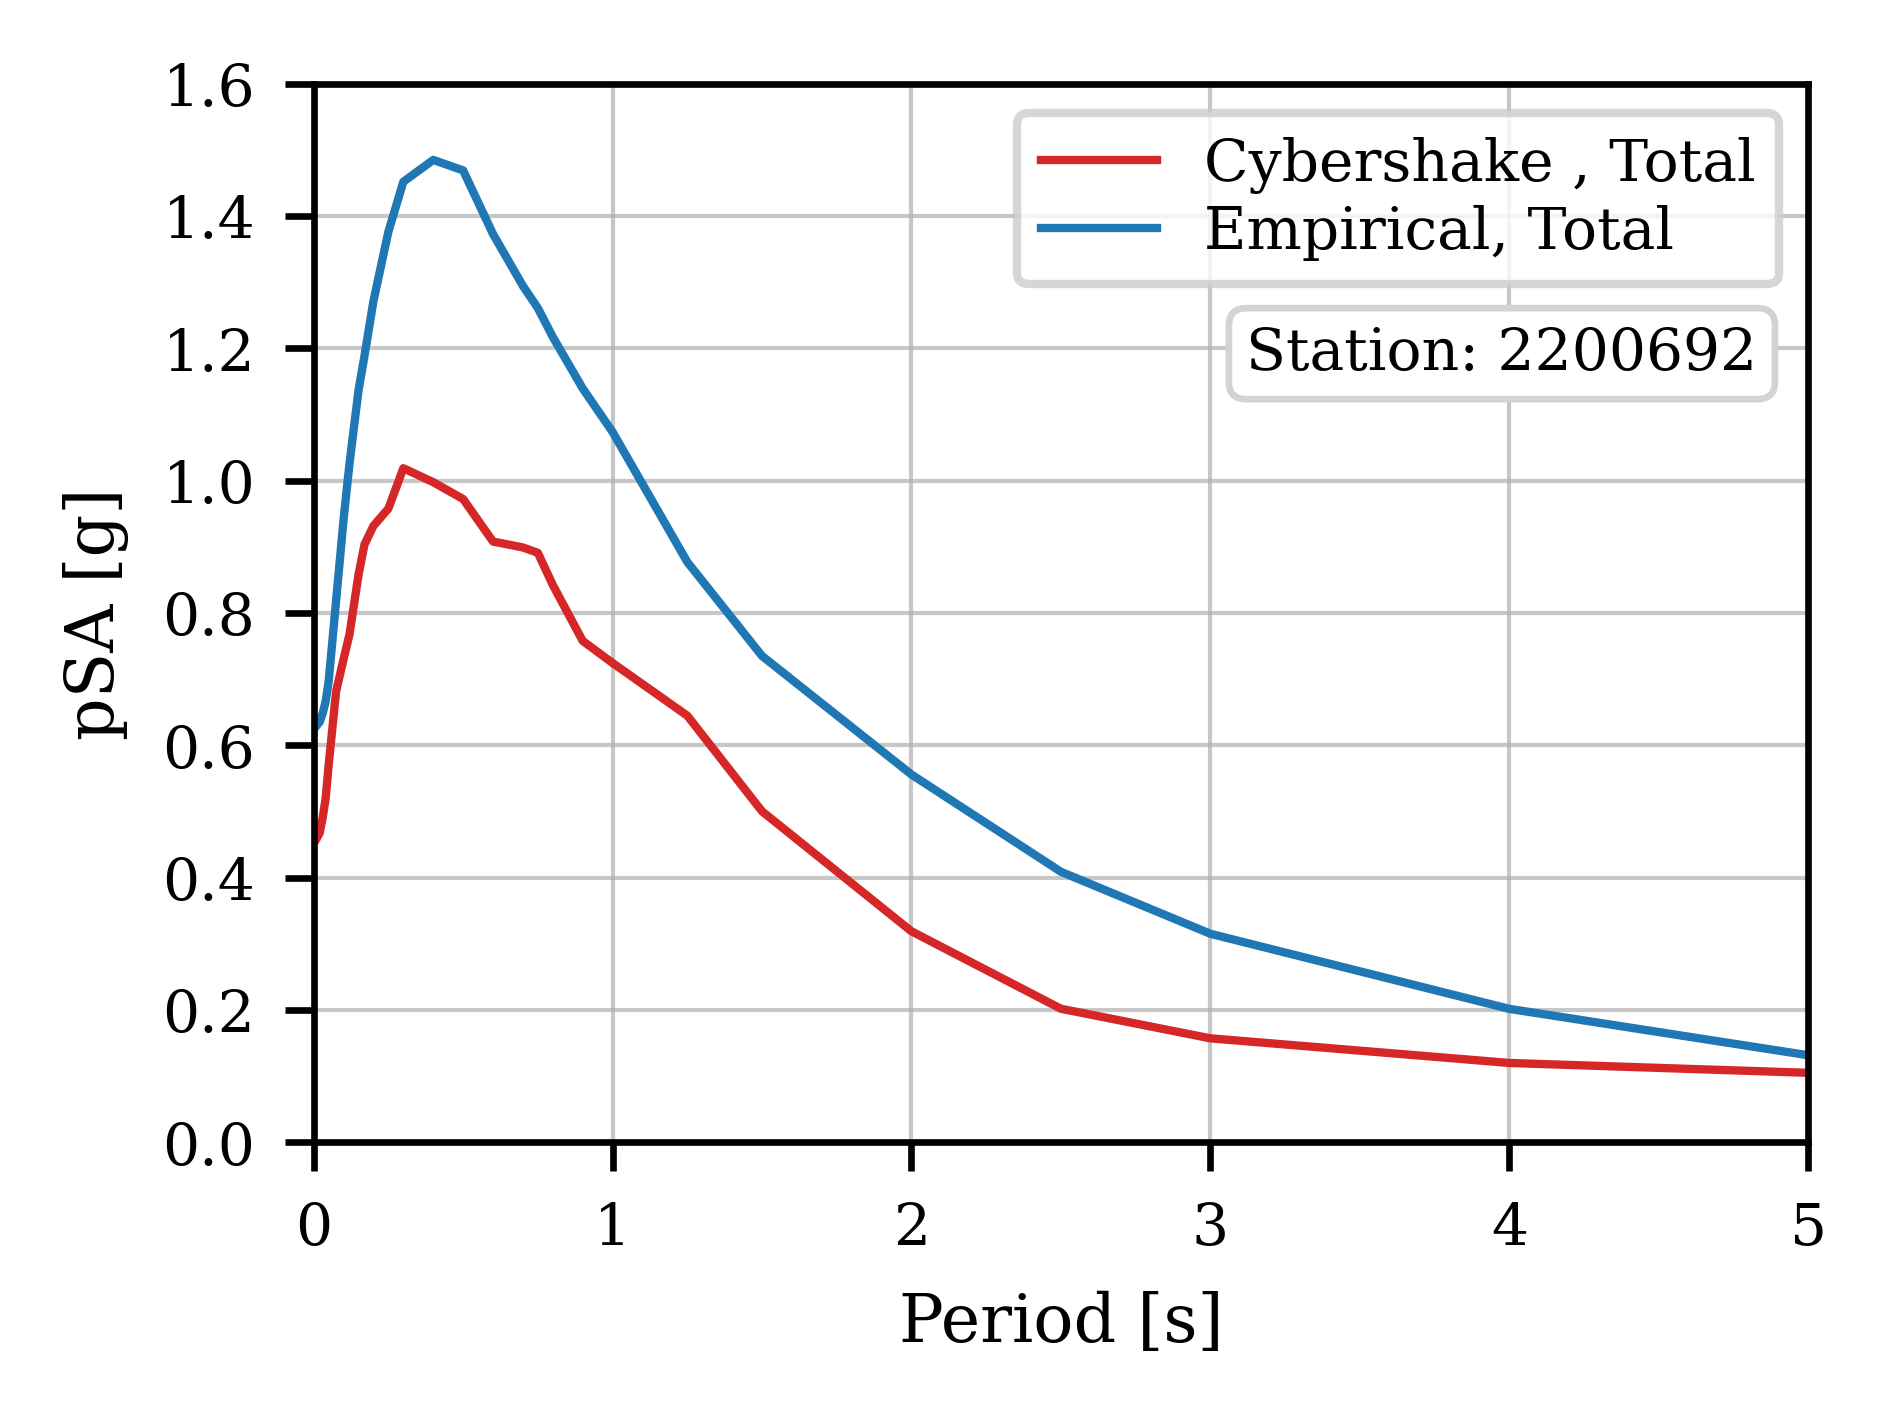 1.6
1.4
1.2
1.0
0.8
0.6
0.4
0.2
0.0
pSA [g]
Cybershake , Total
Empirical, Total
Station: 2200692
0 1 2 3 4 5
Period [s]